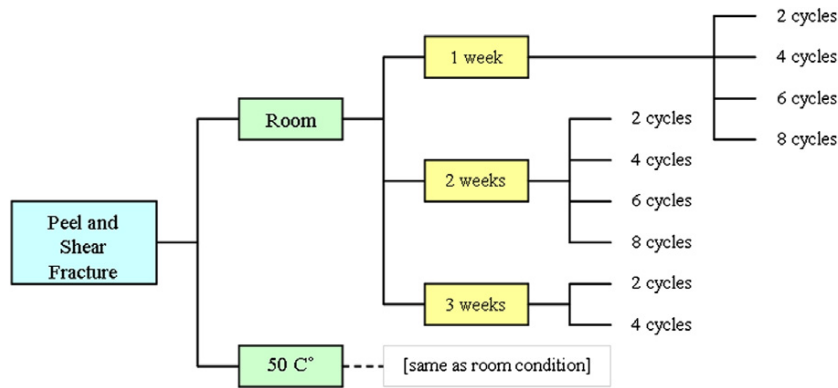 Peel and
Shear
Fracture
Room
1 week
2 cycles
4 cycles
6 cycles
8 cycles
2 weeks
2 cycles
4 cycles
6 cycles
8 cycles
3 weeks
2 cycles
4 cycles
50 C°
[same as room condition]